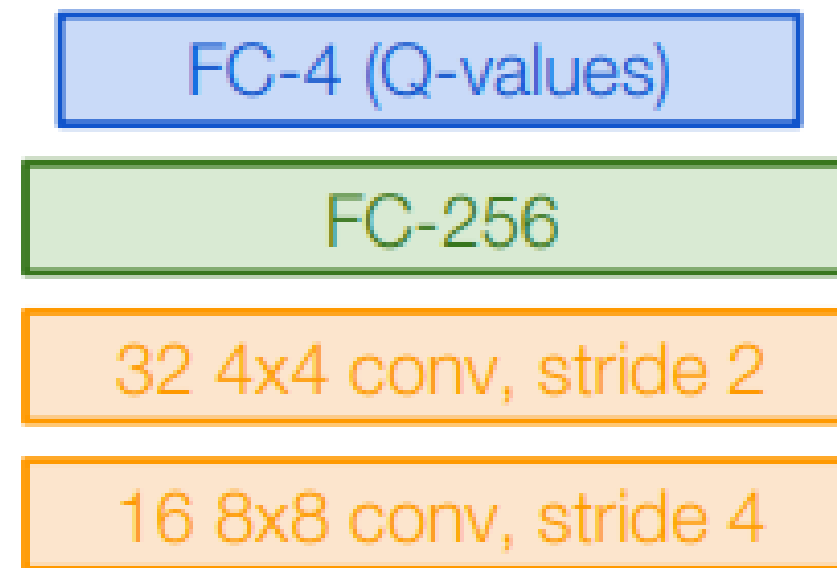 FC-4 (Q-values)
FC-256
32 4x4 conv, stride 2
16 8x8 conv, stride 4